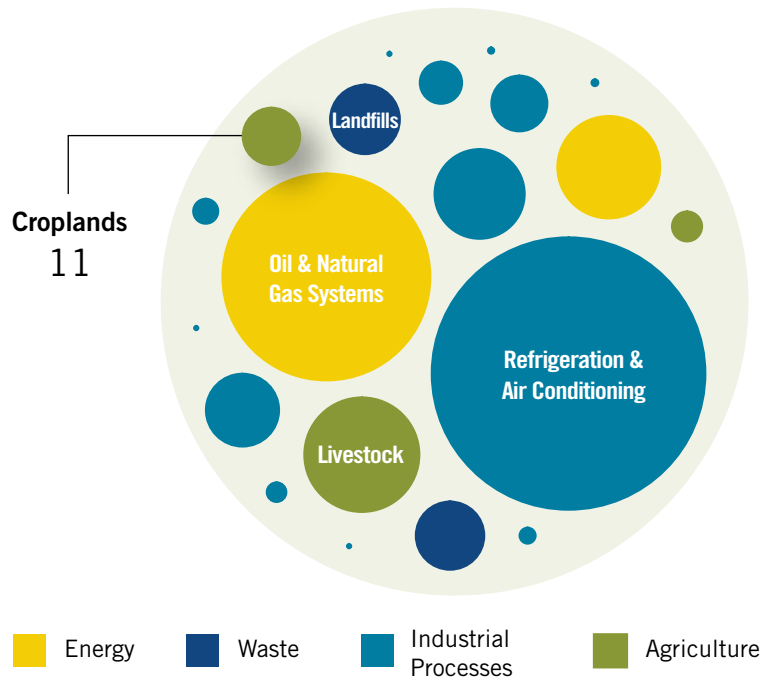 Landfills
Croplands
11
Oil & Natural
Gas Systems
Refrigeration &
Air Conditioning
Livestock
Energy
Waste
Industrial
Processes
Agriculture